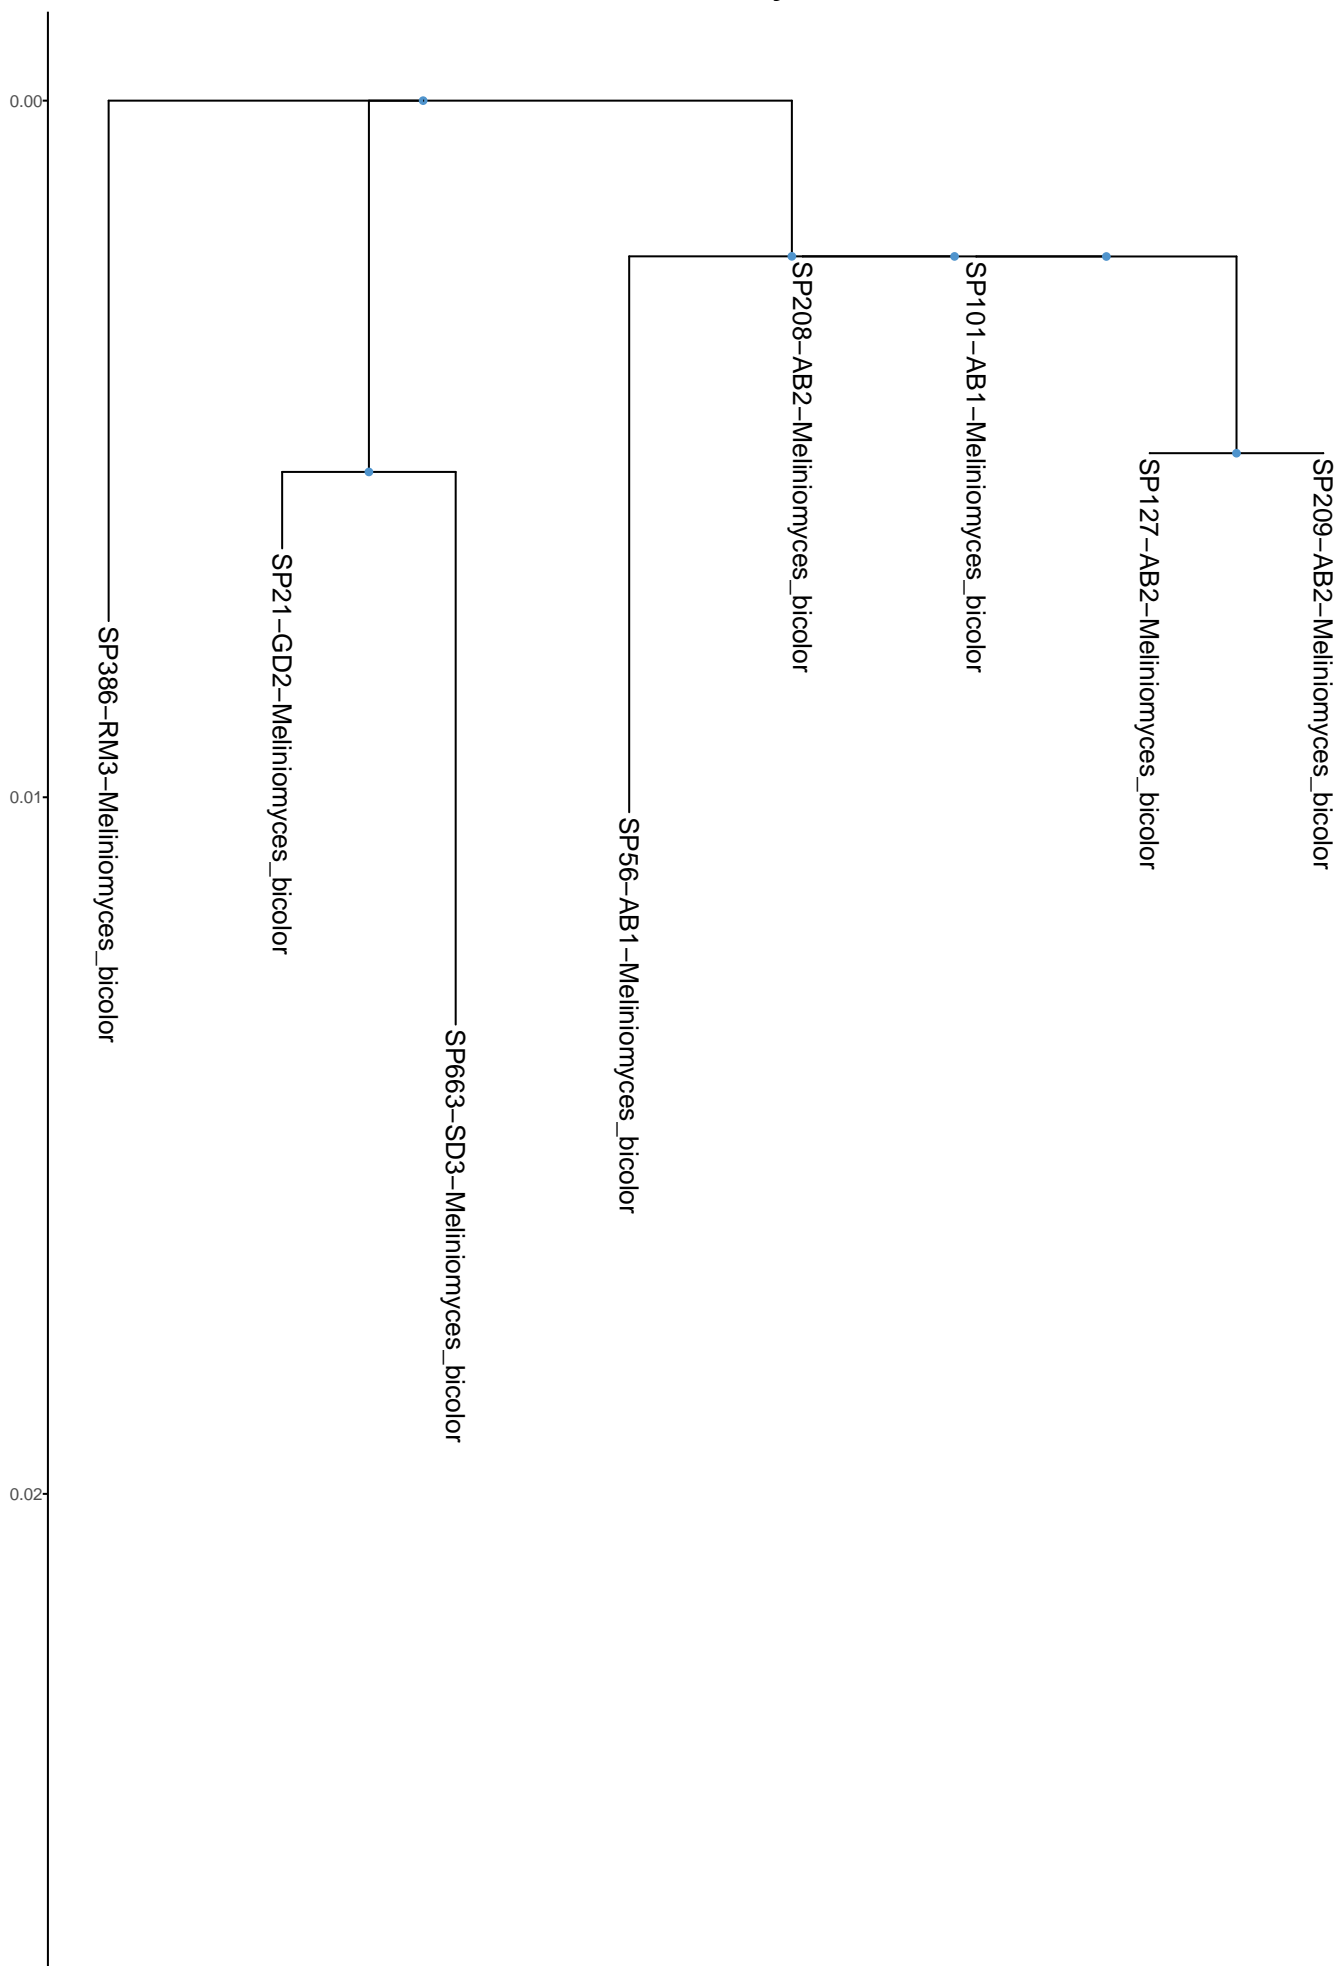 0.00
0.01
0.02
SP386–RM3–Meliniomyces_bicolor
SP21–GD2–Meliniomyces_bicolor
SP663–SD3–Meliniomyces_bicolor
SP56–AB1–Meliniomyces_bicolor
SP208–AB2–Meliniomyces_bicolor
SP101–AB1–Meliniomyces_bicolor
SP127–AB2–Meliniomyces_bicolor
SP209–AB2–Meliniomyces_bicolor